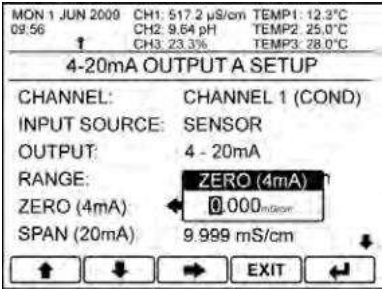 MON 1 JUN 2009 CH1: 517.2 µS/cm TEMP1: 12.3°C
09:56 CH2: 9.64 pH TEMP2: 25.0°C
CH3: 23.3% TEMP3: 28.0°C
4-20mA OUTPUT A SETUP
CHANNEL: CHANNEL 1 (COND)
INPUT SOURCE: SENSOR
OUTPUT: 4 - 20mA
RANGE: ZERO (4mA)
ZERO (4mA) 0.000 mS/cm
SPAN (20mA) 9.999 mS/cm
EXIT